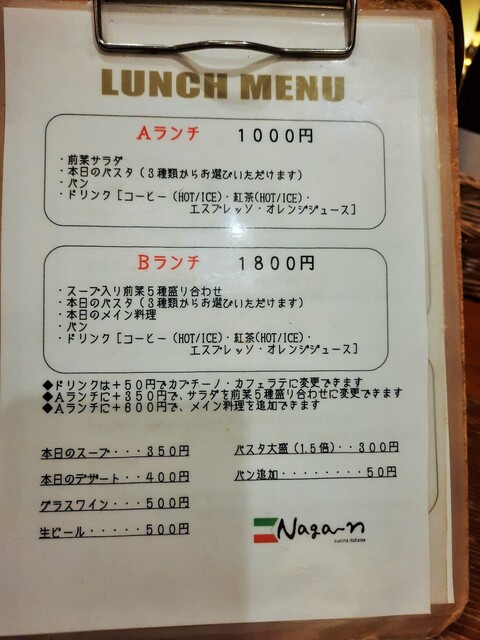 LUNCH MENU
Aランチ 1000円
・前菜サラダ
・本日のパスタ（３種類からお選びいただけます）
・パン
・ドリンク［コーヒー（HOT/ICE）・紅茶(HOT/ICE)・
エスプレッソ・オレンジジュース］
Bランチ 1800円
・スープ入り前菜５種盛り合わせ
・本日のパスタ（３種類からお選びいただけます）
・本日のメイン料理
・パン
・ドリンク［コーヒー（HOT/ICE）・紅茶(HOT/ICE)・
エスプレッソ・オレンジジュース］
◆ドリンクは＋５０円でカプチーノ・カフェラテに変更できます
◆Aランチに＋３５０円で、サラダを前菜５種盛り合わせに変更できます
◆Aランチに＋６００円で、メイン料理を追加できます
本日のスープ・・・３５０円
本日のデザート・・４００円
グラスワイン・・・５００円
生ビール・・・・・５００円
パスタ大盛（1.5倍）・・３００円
パン追加・・・・・・・・５０円
Naga-n
cucina italiana